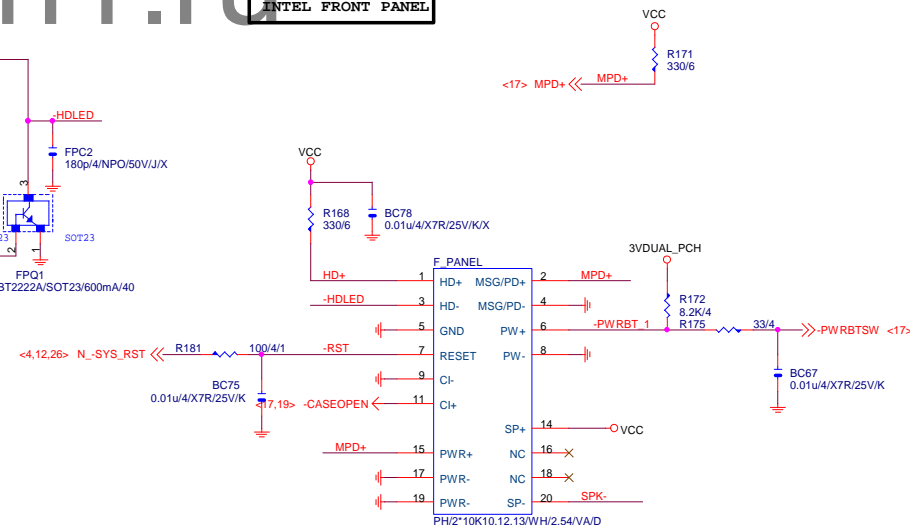 INTEL FRONT PANEL
VCC
R171
330/6
<17> MPD+
MPD+
-HDLED
FPC2
180p/4/NPO/50V/J/X
3
2
1
SOT23
FPQ1
BT2222A/SOT23/600mA/40
VCC
R168
330/6
BC78
0.01u/4/X7R/25V/K/X
3VDUAL_PCH
R172
8.2K/4
R175
33/4
-PWRBT_1
-PWRBTSW <17>
BC67
0.01u/4/X7R/25V/K
F_PANEL
HD+ 1 HD+ MSG/PD+ 2 MPD+
-HDLED 3 HD- MSG/PD- 4
5 GND PW+ 6
<4,12,26> N_-SYS_RST R181 100/4/1 -RST 7 RESET PW- 8
9 CI-
BC75
0.01u/4/X7R/25V/K
<17,19> -CASEOPEN 11 CI+
SP+ 14 VCC
MPD+ 15 PWR+ NC 16
17 PWR- NC 18
19 PWR- SP- 20 SPK-
PH/2*10K10.12.13/WH/2.54/VA/D